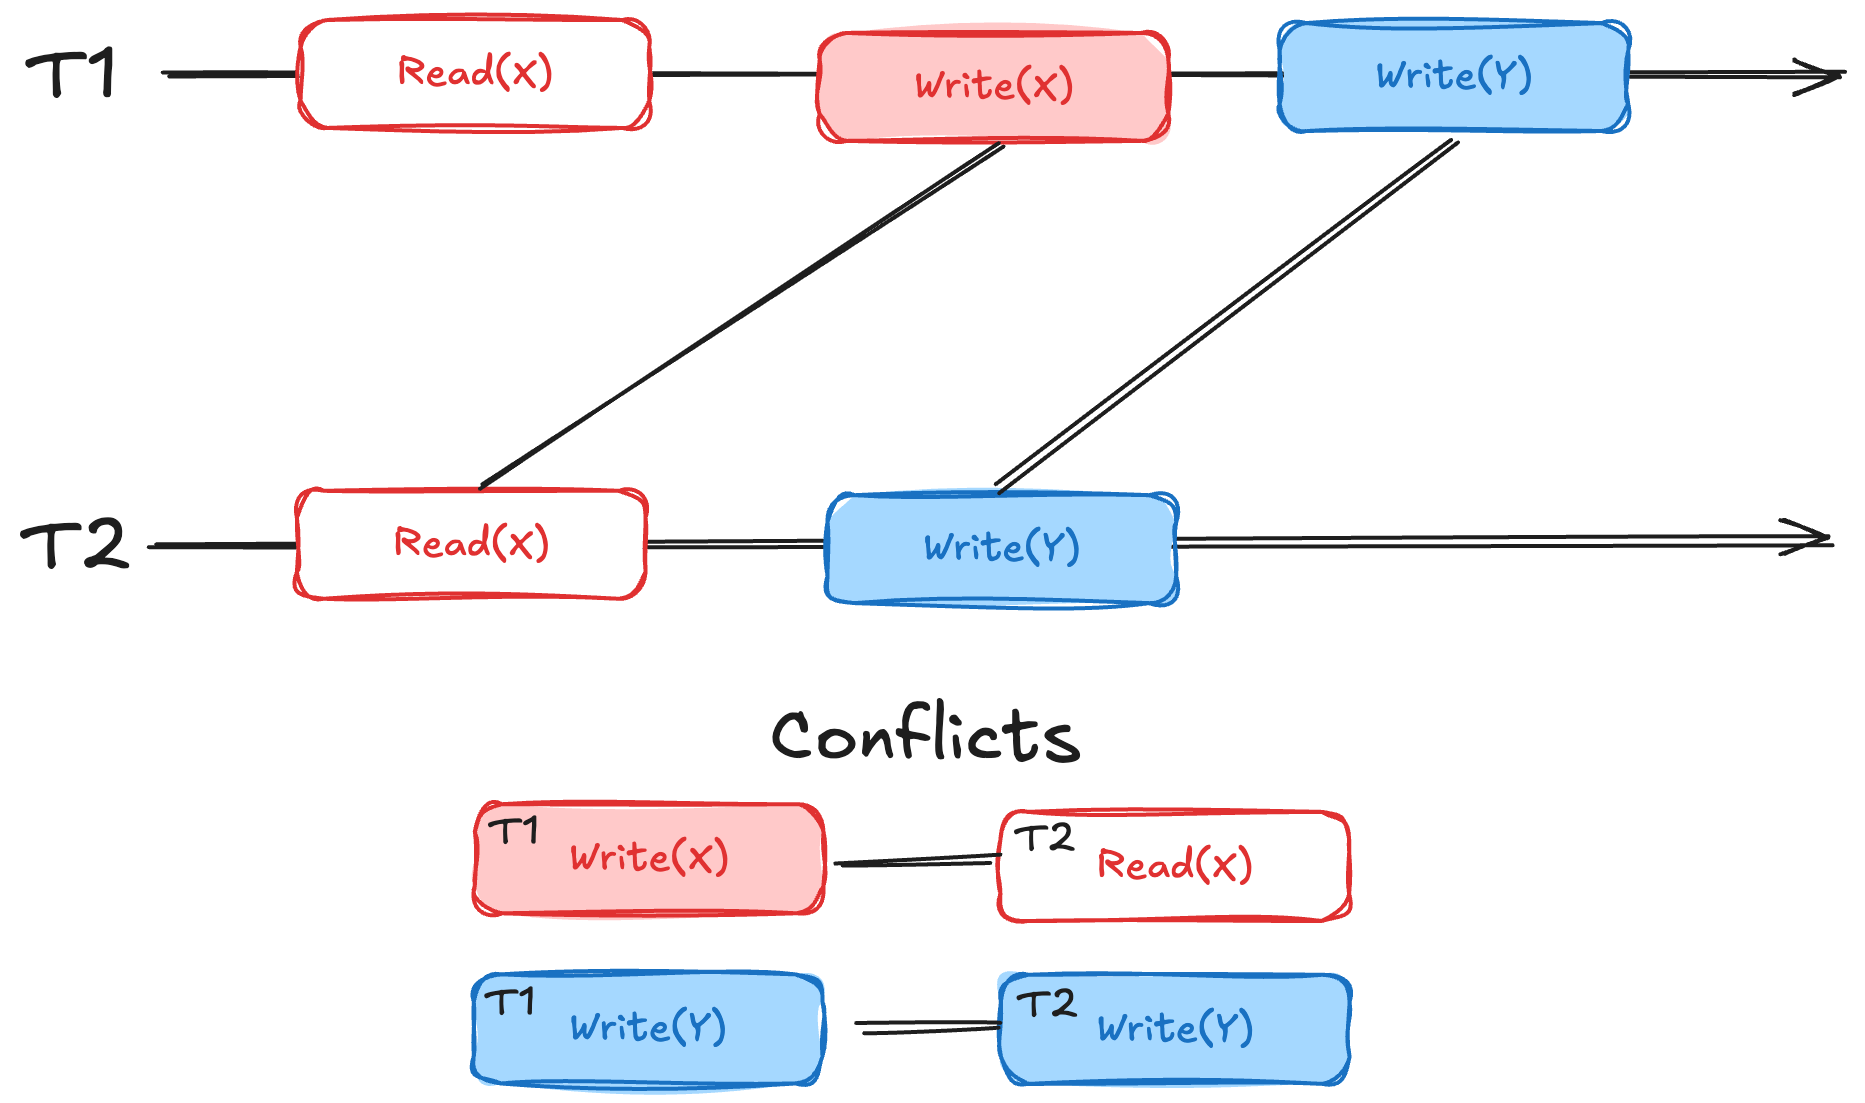 T1 Read(X) Write(X) Write(Y)
T2 Read(X) Write(Y)
Conflicts
T1 Write(X) T2 Read(X)
T1 Write(Y) T2 Write(Y)